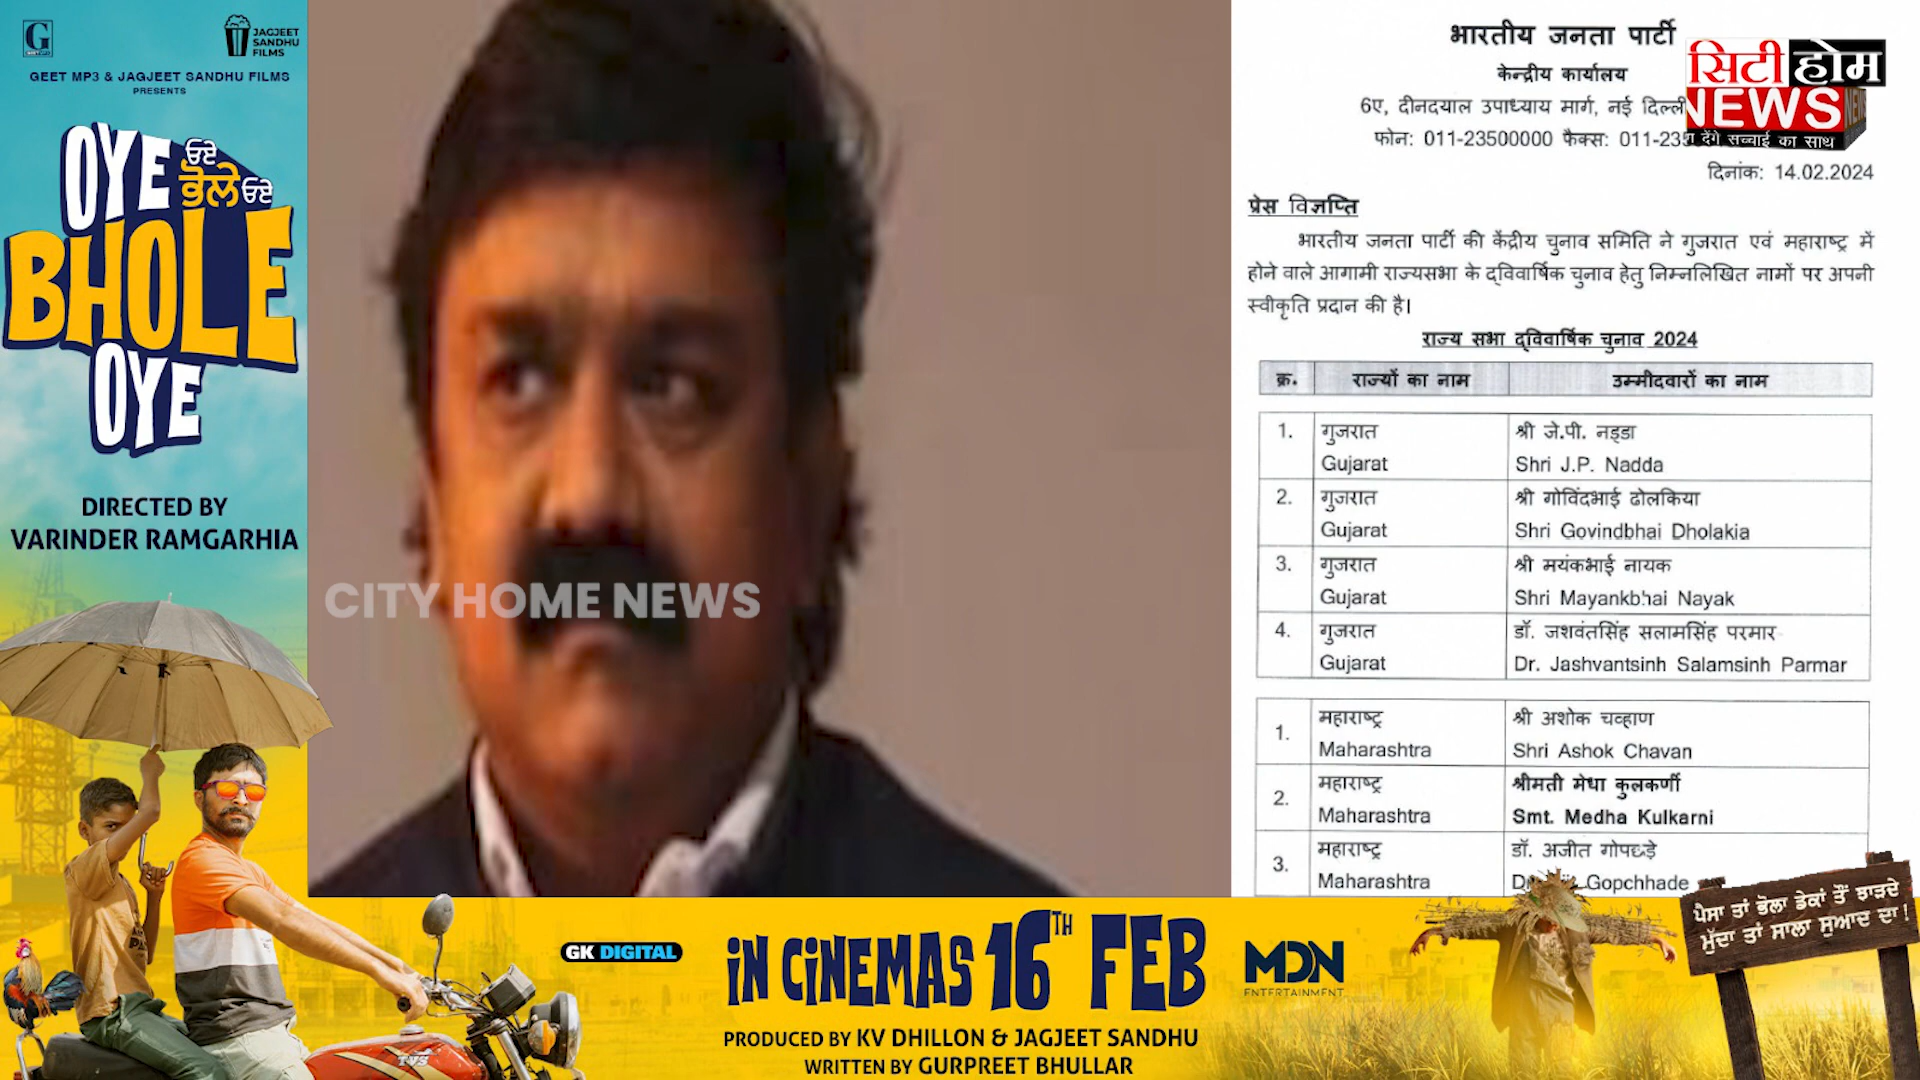 G
JAGJEET
SANDHU
FILMS
GEET MP3 & JAGJEET SANDHU FILMS
PRESENTS
OYE
ਓਏ
ਭੋਲੇ ਓਏ
BHOLE
OYE
DIRECTED BY
VARINDER RAMGARHIA
CITY HOME NEWS
भारतीय जनता पार्टी
केन्द्रीय कार्यालय
6ए, दीनदयाल उपाध्याय मार्ग, नई दिल्ली
फोन: 011-23500000 फैक्स: 011-235
सिटी होम
NEWS
देंगे सच्चाई का साथ
दिनांक: 14.02.2024
प्रेस विज्ञप्ति
भारतीय जनता पार्टी की केंद्रीय चुनाव समिति ने गुजरात एवं महाराष्ट्र में
होने वाले आगामी राज्यसभा के द्विवार्षिक चुनाव हेतु निम्नलिखित नामों पर अपनी
स्वीकृति प्रदान की है।
राज्य सभा द्विवार्षिक चुनाव 2024
क्र. राज्यों का नाम उम्मीदवारों का नाम
1. गुजरात श्री जे.पी. नड्डा
Gujarat Shri J.P. Nadda
2. गुजरात श्री गोविंदभाई ढोलकिया
Gujarat Shri Govindbhai Dholakia
3. गुजरात श्री मयंकभाई नायक
Gujarat Shri Mayankbhai Nayak
4. गुजरात डॉ. जशवंतसिंह सलामसिंह परमार
Gujarat Dr. Jashvantsinh Salamsinh Parmar
1. महाराष्ट्र श्री अशोक चव्हाण
Maharashtra Shri Ashok Chavan
2. महाराष्ट्र श्रीमती मेधा कुलकर्णी
Maharashtra Smt. Medha Kulkarni
3. महाराष्ट्र डॉ. अजीत गोपछड़े
Maharashtra Gopchhade
ਪੈਸਾ ਤਾਂ ਭੋਲਾ ਡੇਕਾਂ ਤੋਂ ਝਾੜਦੇ
ਮੁੱਦਾ ਤਾਂ ਸਾਲਾ ਸੁਆਦ ਦਾ!
GK DIGITAL
IN CINEMAS 16TH FEB
MDN
ENTERTAINMENT
PRODUCED BY KV DHILLON & JAGJEET SANDHU
WRITTEN BY GURPREET BHULLAR
TVS